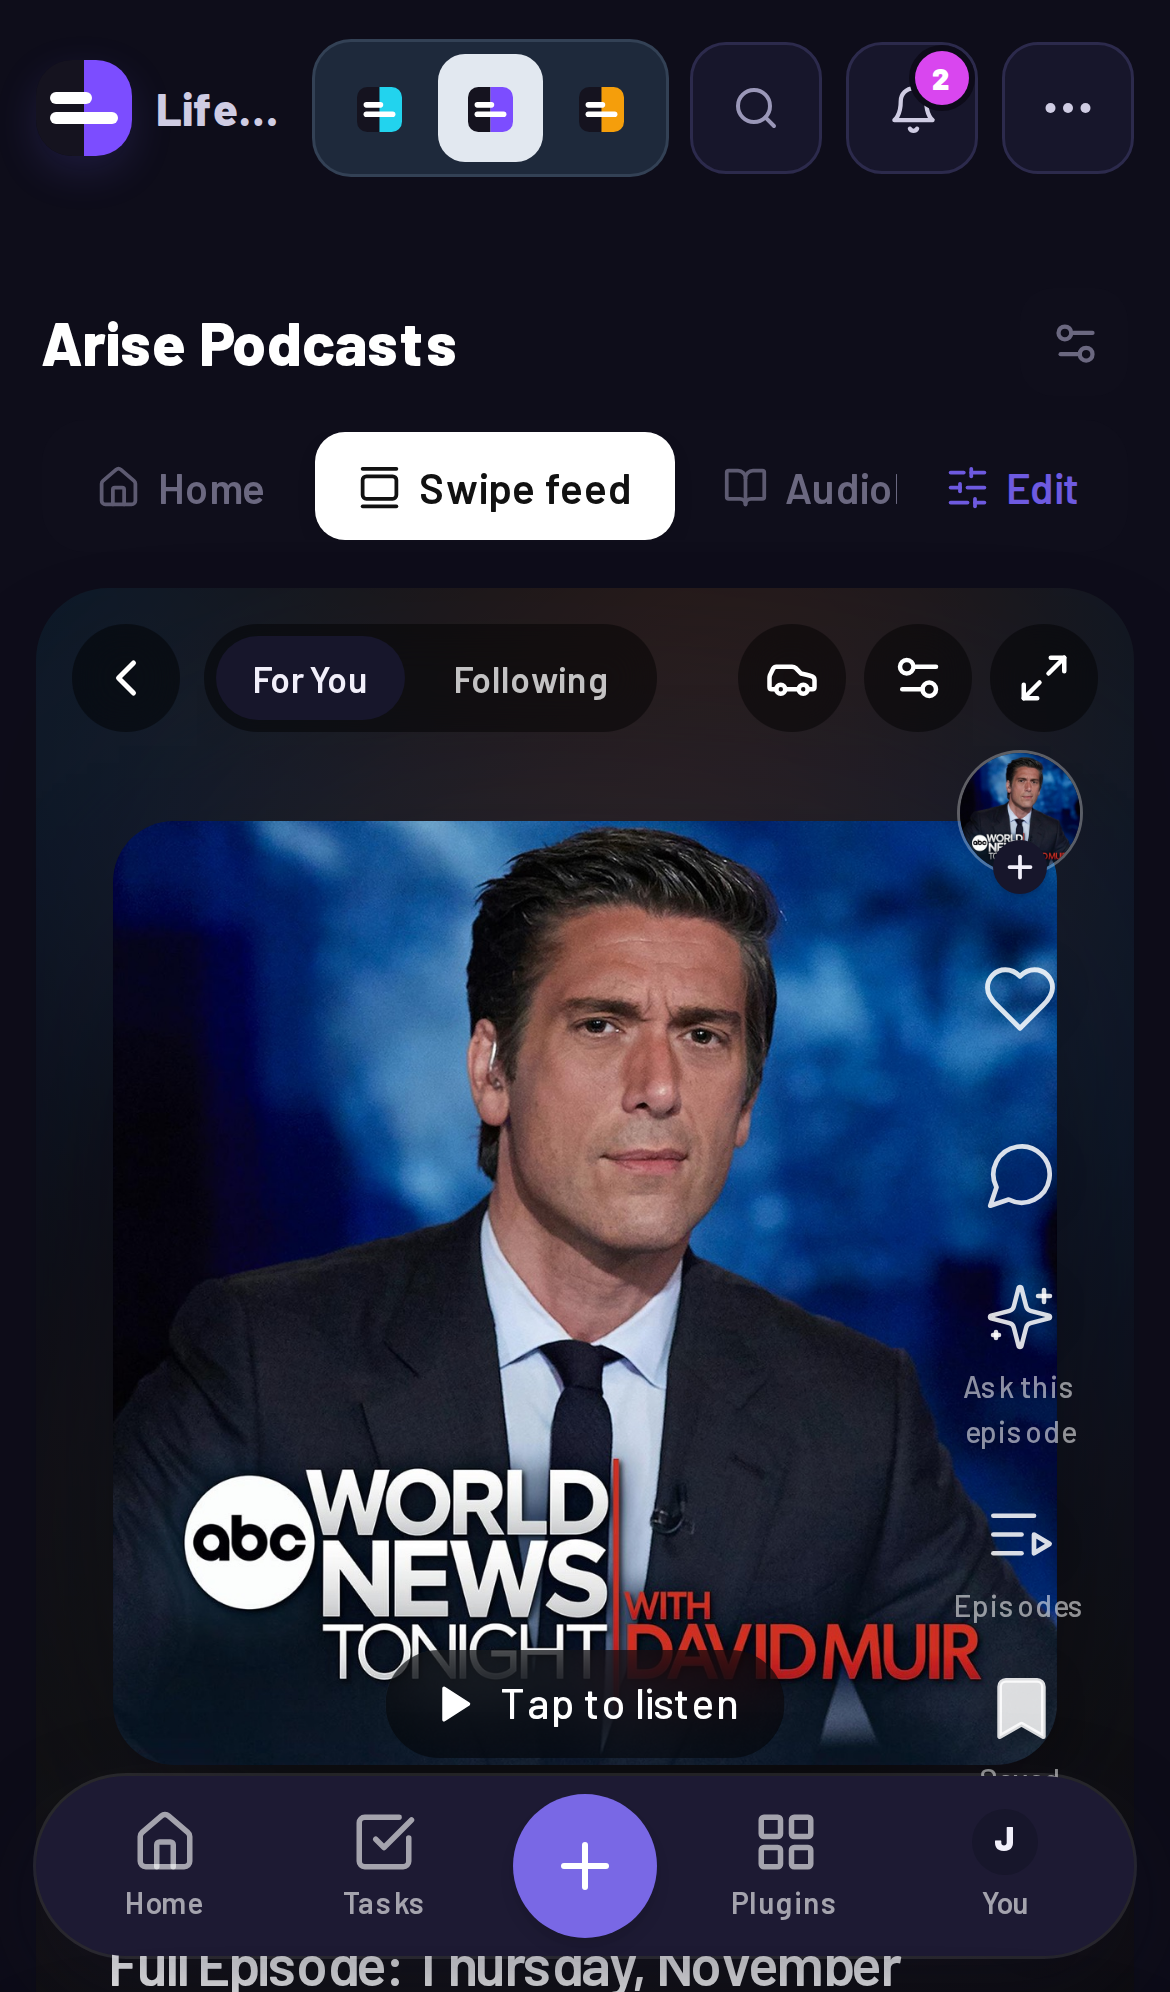 Life...
2
Arise Podcasts
Home
Swipe feed
Audio
Edit
For You
Following
abc
WORLD
NEWS
TONIGHT
WITH
DAVID MUIR
Ask this
episode
Episodes
Tap to listen
Saved
Home
Tasks
Plugins
J
You
Full Episode: Thursday, November